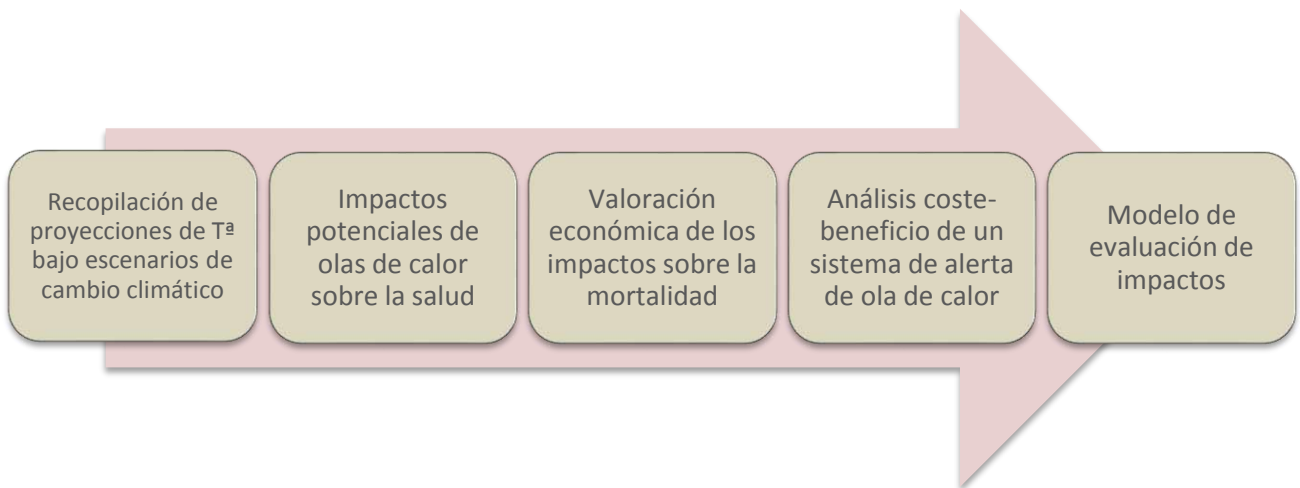 Recopilación de
proyecciones de Tª
bajo escenarios de
cambio climático
Impactos
potenciales de
olas de calor
sobre la salud
Valoración
económica de los
impactos sobre la
mortalidad
Análisis coste-
beneficio de un
sistema de alerta
de ola de calor
Modelo de
evaluación de
impactos